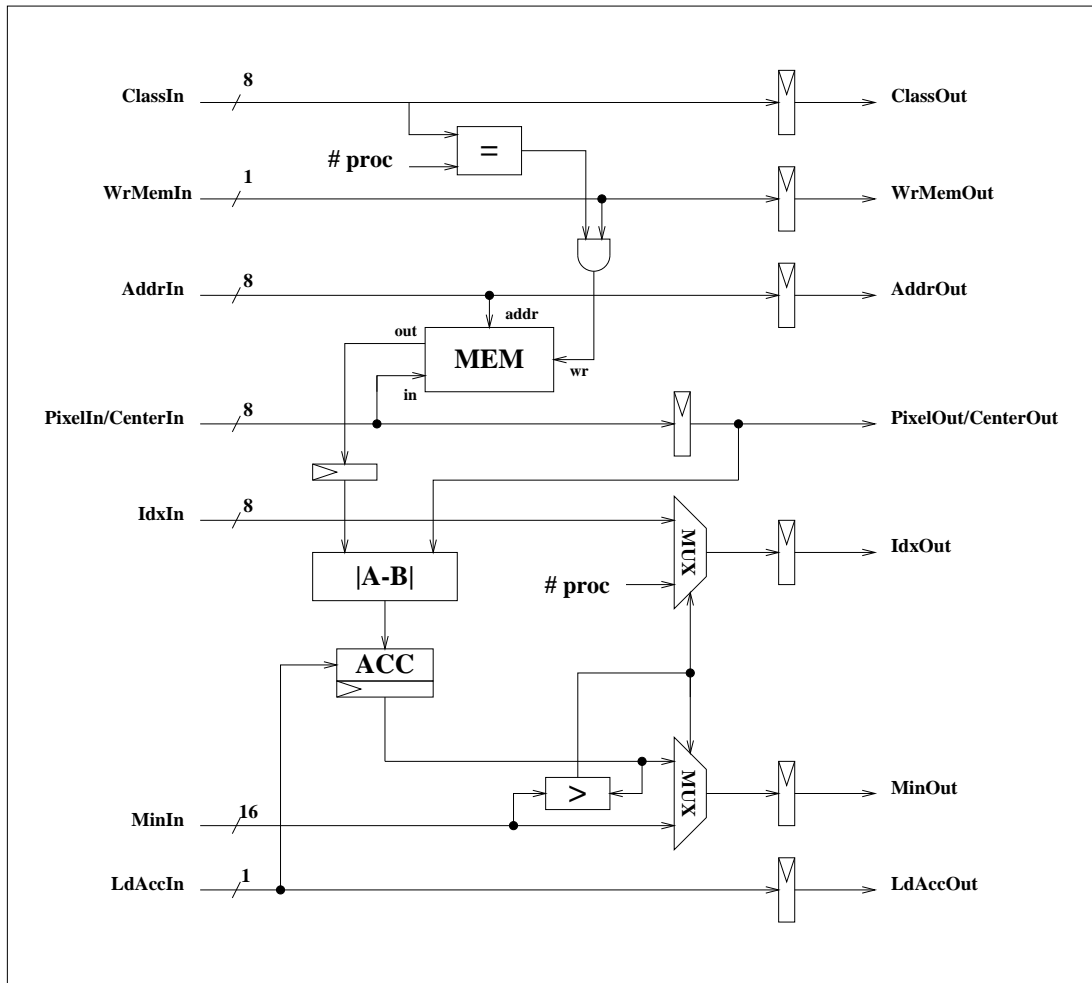 8
ClassIn
ClassOut
=
# proc
1
WrMemIn
WrMemOut
8
AddrIn
AddrOut
addr
out
MEM
wr
in
8
PixelIn/CenterIn
PixelOut/CenterOut
8
IdxIn
MUX
IdxOut
|A-B|
# proc
ACC
MUX
>
MinOut
16
MinIn
1
LdAccIn
LdAccOut